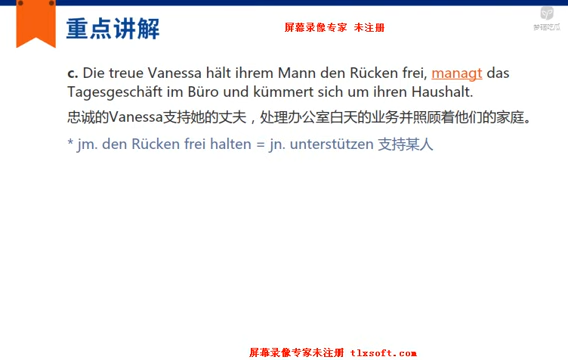 重点讲解
屏幕录像专家 未注册
c. Die treue Vanessa hält ihrem Mann den Rücken frei, managt das
Tagesgeschäft im Büro und kümmert sich um ihren Haushalt.
忠诚的Vanessa支持她的丈夫，处理办公室白天的业务并照顾着他们的家庭。
* jm. den Rücken frei halten = jn. unterstützen 支持某人
屏幕录像专家未注册 tlxsoft.com